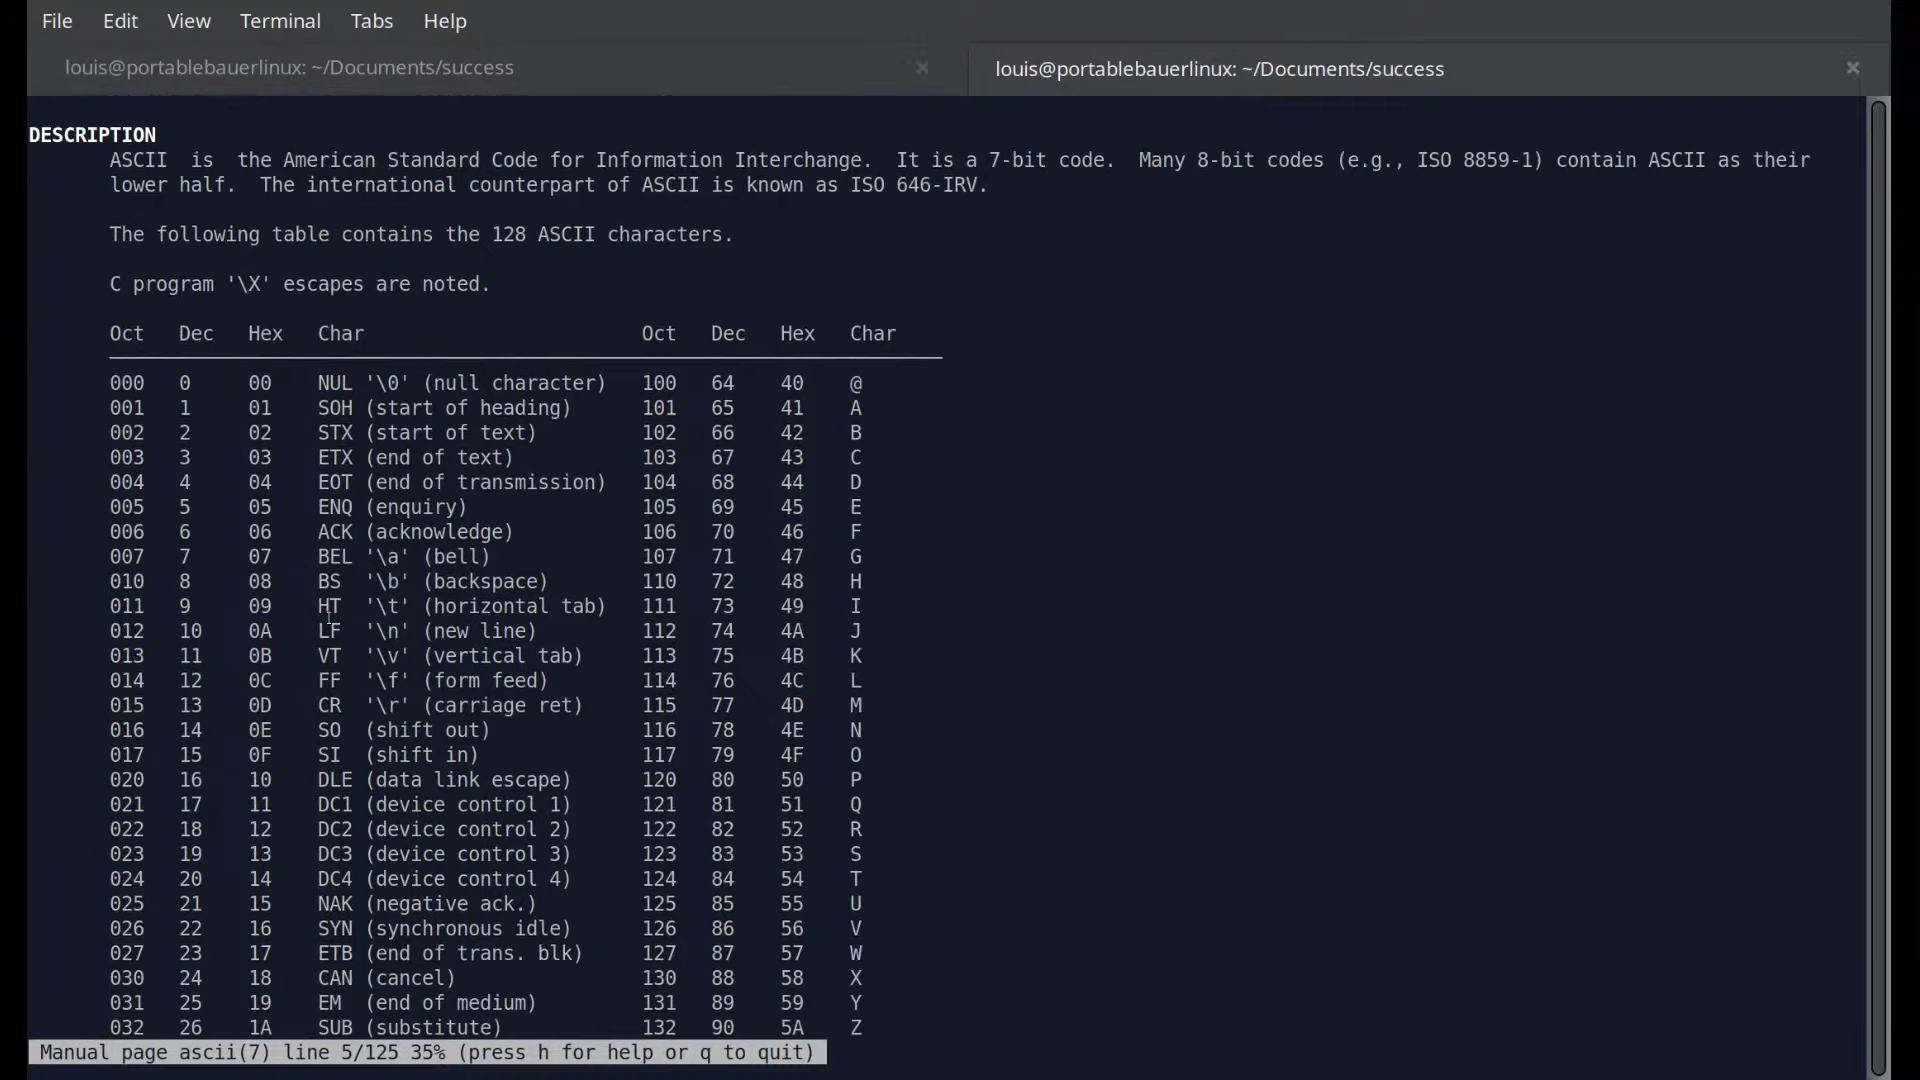 File Edit View Terminal Tabs Help
louis@portablebauerlinux: ~/Documents/success × louis@portablebauerlinux: ~/Documents/success ×
DESCRIPTION
ASCII is the American Standard Code for Information Interchange. It is a 7-bit code. Many 8-bit codes (e.g., ISO 8859-1) contain ASCII as their
lower half. The international counterpart of ASCII is known as ISO 646-IRV.
The following table contains the 128 ASCII characters.
C program '\X' escapes are noted.
Oct Dec Hex Char Oct Dec Hex Char
000 0 00 NUL '\0' (null character) 100 64 40 @
001 1 01 SOH (start of heading) 101 65 41 A
002 2 02 STX (start of text) 102 66 42 B
003 3 03 ETX (end of text) 103 67 43 C
004 4 04 EOT (end of transmission) 104 68 44 D
005 5 05 ENQ (enquiry) 105 69 45 E
006 6 06 ACK (acknowledge) 106 70 46 F
007 7 07 BEL '\a' (bell) 107 71 47 G
010 8 08 BS '\b' (backspace) 110 72 48 H
011 9 09 HT '\t' (horizontal tab) 111 73 49 I
012 10 0A LF '\n' (new line) 112 74 4A J
013 11 0B VT '\v' (vertical tab) 113 75 4B K
014 12 0C FF '\f' (form feed) 114 76 4C L
015 13 0D CR '\r' (carriage ret) 115 77 4D M
016 14 0E SO (shift out) 116 78 4E N
017 15 0F SI (shift in) 117 79 4F O
020 16 10 DLE (data link escape) 120 80 50 P
021 17 11 DC1 (device control 1) 121 81 51 Q
022 18 12 DC2 (device control 2) 122 82 52 R
023 19 13 DC3 (device control 3) 123 83 53 S
024 20 14 DC4 (device control 4) 124 84 54 T
025 21 15 NAK (negative ack.) 125 85 55 U
026 22 16 SYN (synchronous idle) 126 86 56 V
027 23 17 ETB (end of trans. blk) 127 87 57 W
030 24 18 CAN (cancel) 130 88 58 X
031 25 19 EM (end of medium) 131 89 59 Y
032 26 1A SUB (substitute) 132 90 5A Z
Manual page ascii(7) line 5/125 35% (press h for help or q to quit)